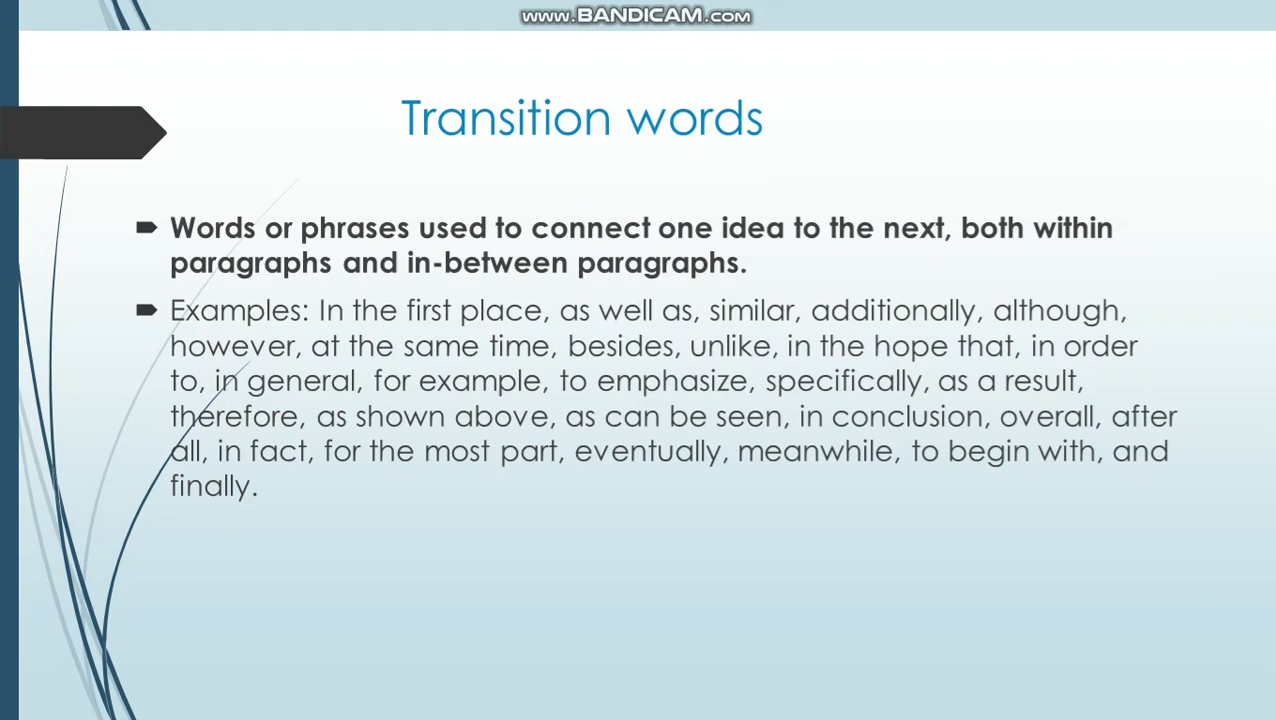 www.BANDICAM.com
Transition words
Words or phrases used to connect one idea to the next, both within
paragraphs and in-between paragraphs.
Examples: In the first place, as well as, similar, additionally, although,
however, at the same time, besides, unlike, in the hope that, in order
to, in general, for example, to emphasize, specifically, as a result,
therefore, as shown above, as can be seen, in conclusion, overall, after
all, in fact, for the most part, eventually, meanwhile, to begin with, and
finally.